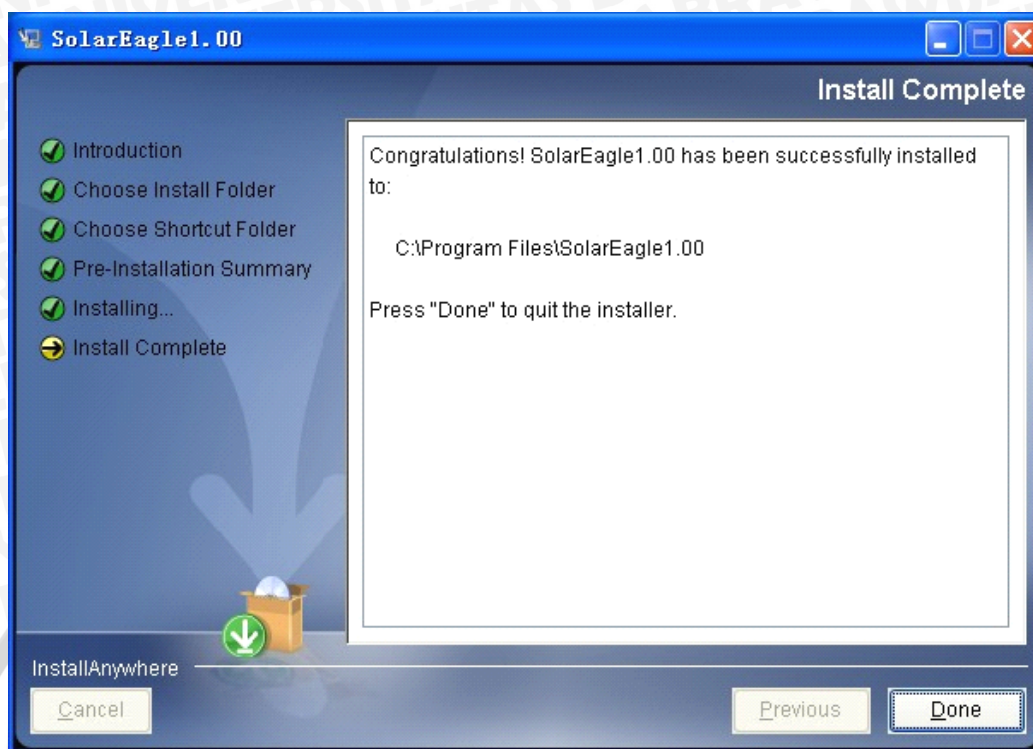 SolarEagle1.00
Install Complete
Introduction
Choose Install Folder
Choose Shortcut Folder
Pre-Installation Summary
Installing...
Install Complete
Congratulations! SolarEagle1.00 has been successfully installed
to:
C:\Program Files\SolarEagle1.00
Press "Done" to quit the installer.
InstallAnywhere
Cancel
Previous
Done